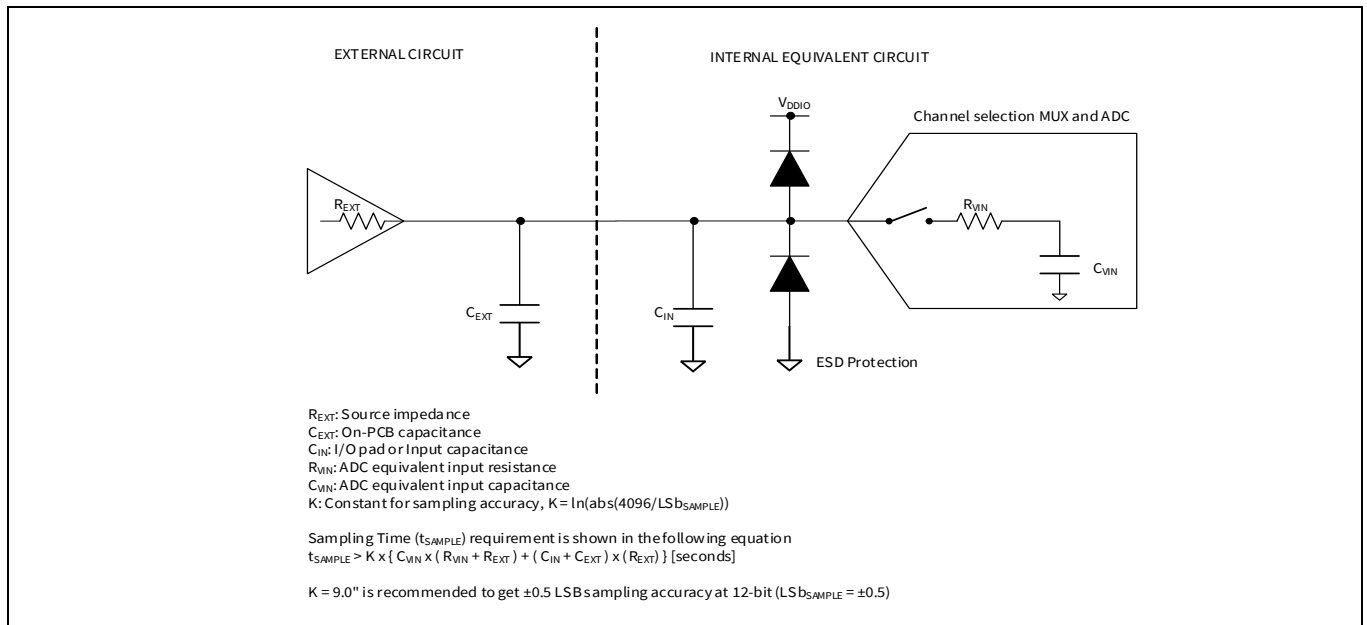 EXTERNAL CIRCUIT
INTERNAL EQUIVALENT CIRCUIT
VDDIO
Channel selection MUX and ADC
REXT
RVIN
CVIN
CEXT
CIN
ESD Protection
REXT: Source impedance
CEXT: On-PCB capacitance
CIN: I/O pad or Input capacitance
RVIN: ADC equivalent input resistance
CVIN: ADC equivalent input capacitance
K: Constant for sampling accuracy, K = ln(abs(4096/LSbSAMPLE))
Sampling Time (tSAMPLE) requirement is shown in the following equation
tSAMPLE > K x { CVIN x ( RVIN + REXT ) + ( CIN + CEXT ) x ( REXT) } [seconds]
K = 9.0" is recommended to get ±0.5 LSB sampling accuracy at 12-bit (LSbSAMPLE = ±0.5)